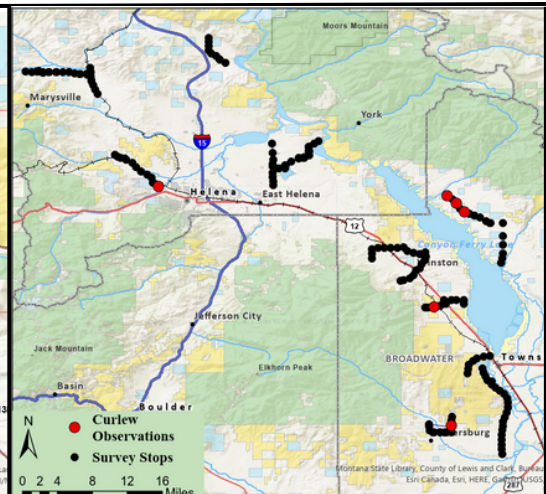 Moors Mountain
Marysville
York
15
Helena
East Helena
12
Canyon Ferry Lake
nston
Jefferson City
Jack Mountain
BROADWATER
Towns
Elkhorn Peak
Basin
Boulder
N
Curlew
Observations
ersburg
Survey Stops
Montana State Library, County of Lewis and Clark, Bureau
Esri Canada, Esri, HERE, Garmin, USGS,
287
0 2 4 8 12 16
Miles